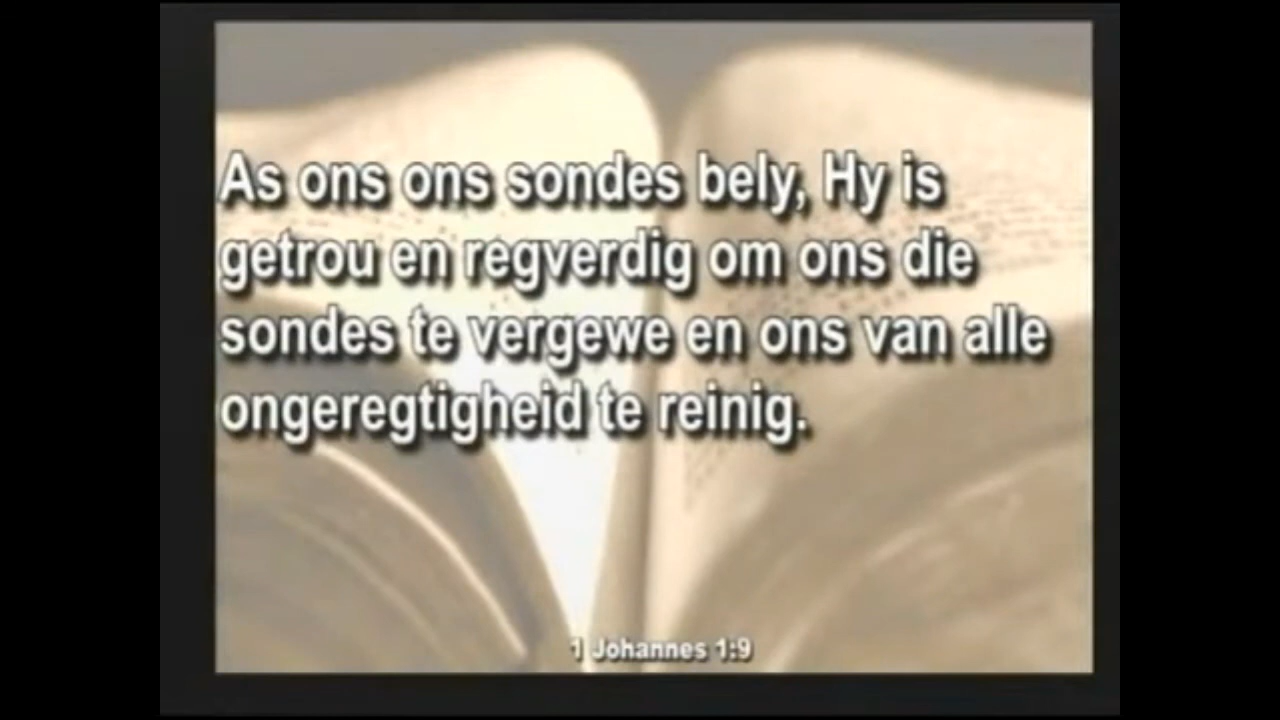 As ons ons sondes bely, Hy is
getrou en regverdig om ons die
sondes te vergewe en ons van alle
ongeregtigheid te reinig.
1 Johannes 1:9